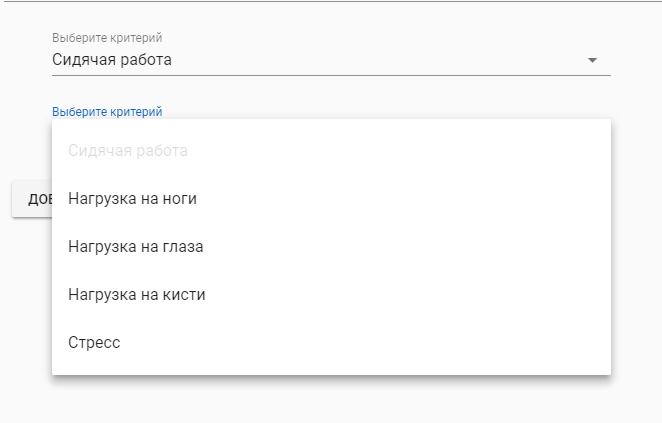 Выберите критерий
Сидячая работа
Выберите критерий
Сидячая работа
Нагрузка на ноги
ДОБ
Нагрузка на глаза
Нагрузка на кисти
Стресс